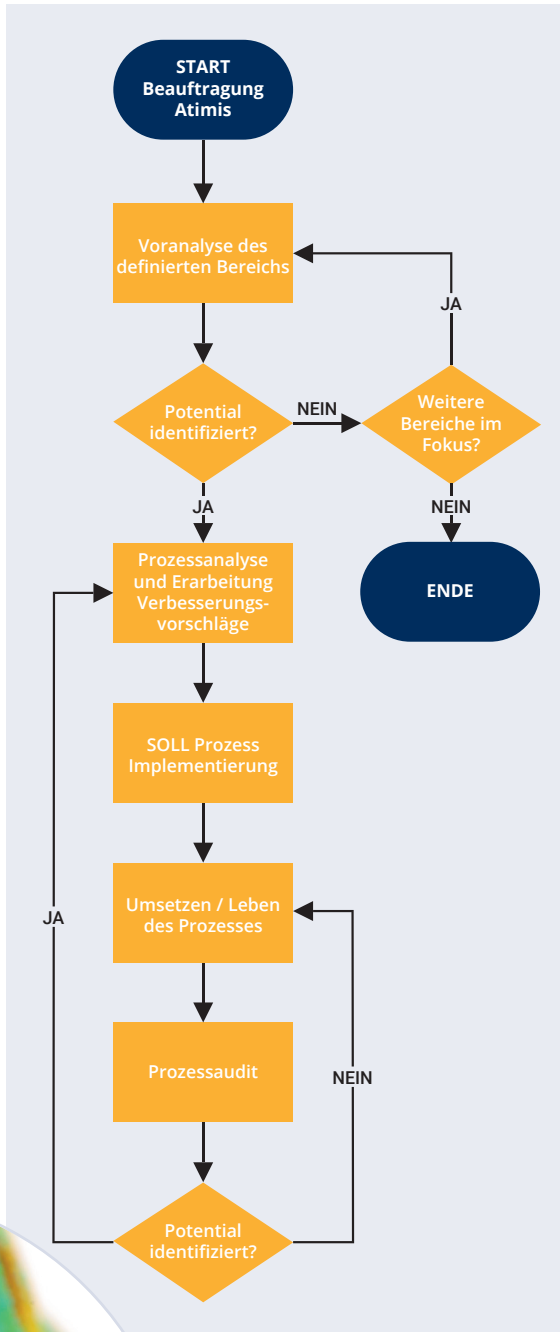 START
Beauftragung
Atimis
Voranalyse des
definierten Bereichs
JA
Potential
identifiziert?
NEIN
Weitere
Bereiche im
Fokus?
JA
NEIN
Prozessanalyse
und Erarbeitung
Verbesserungs-
vorschläge
ENDE
SOLL Prozess
Implementierung
Umsetzen / Leben
des Prozesses
JA
Prozessaudit
NEIN
Potential
identifiziert?